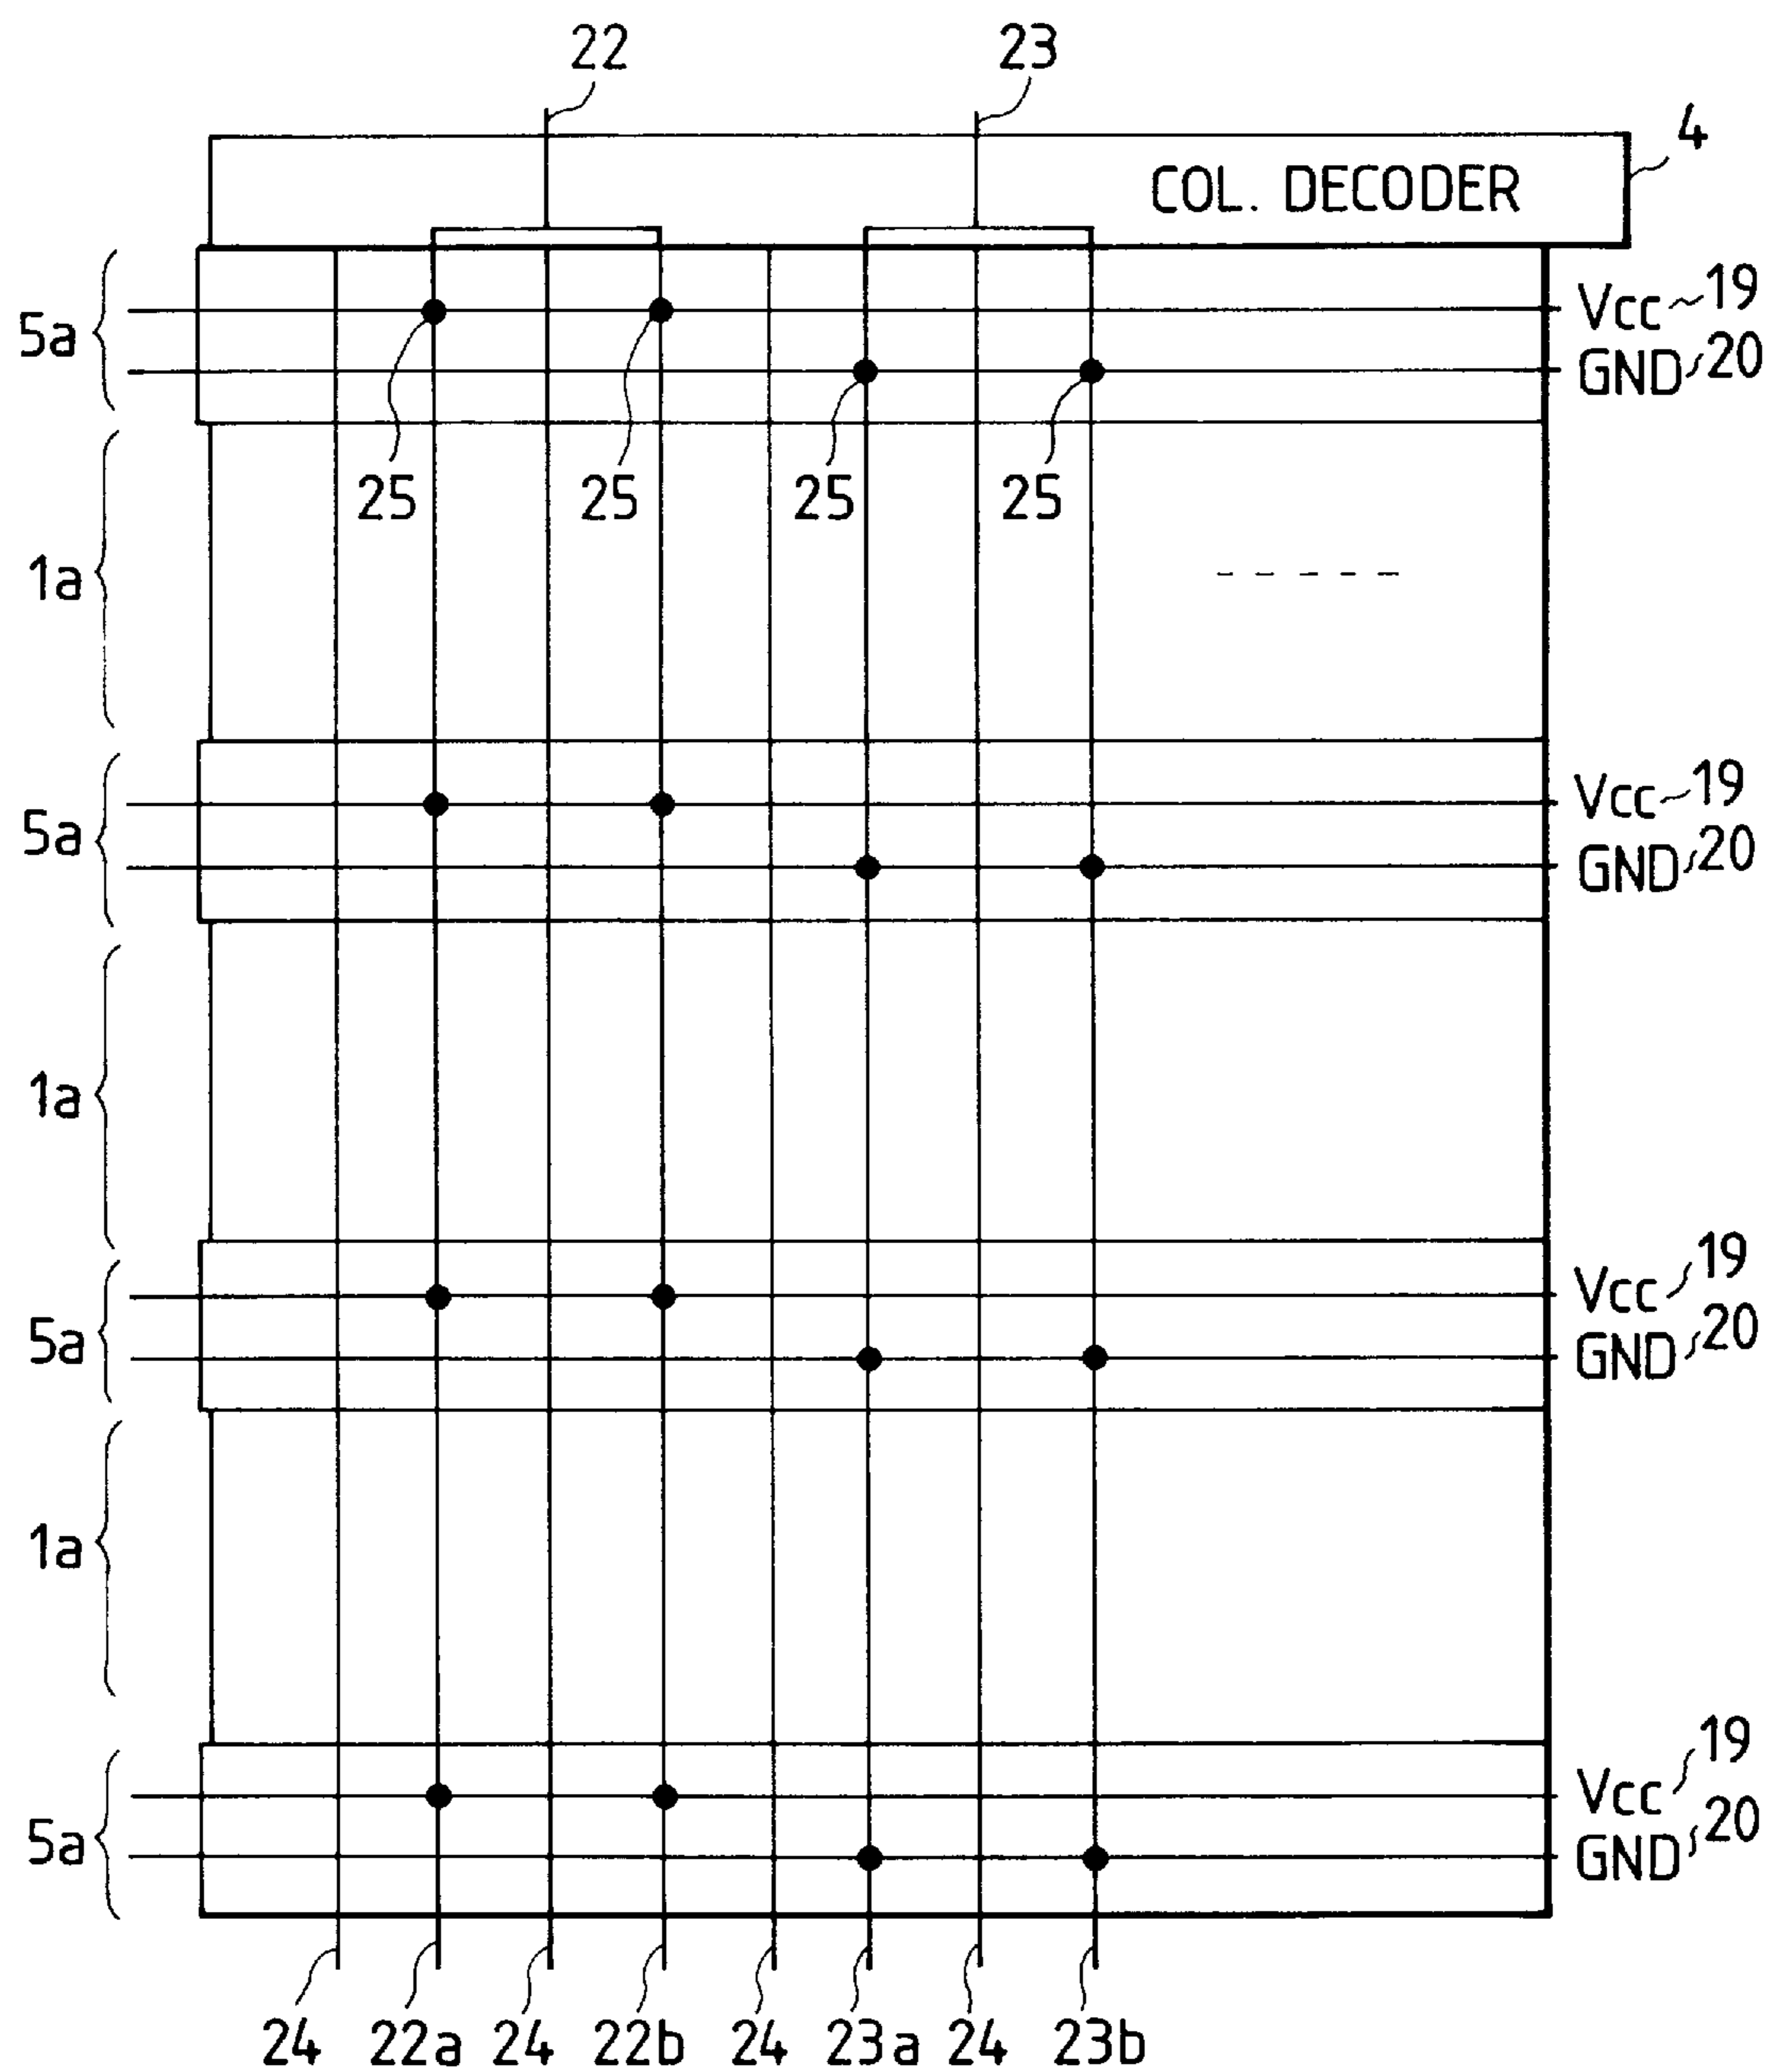 22 23
4
COL. DECODER
5a Vcc 19
GND 20
25 25 25 25
1a
5a Vcc 19
GND 20
1a
5a Vcc 19
GND 20
1a
5a Vcc 19
GND 20
24 22a 24 22b 24 23a 24 23b